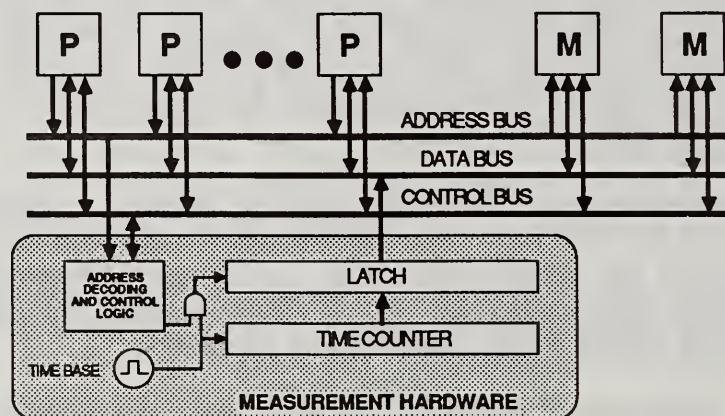 P P P M M
ADDRESS BUS
DATA BUS
CONTROL BUS
ADDRESS
DECODING
AND CONTROL
LOGIC
LATCH
TIME COUNTER
TIME BASE
MEASUREMENT HARDWARE